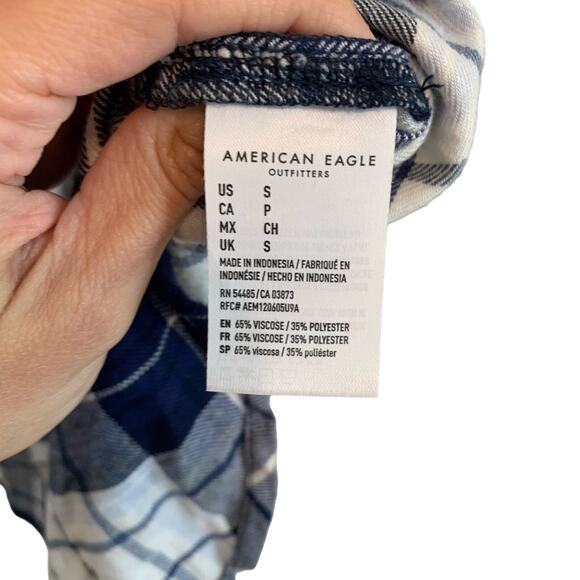 AMERICAN EAGLE
OUTFITTERS
US S
CA P
MX CH
UK S
MADE IN INDONESIA / FABRIQUÉ EN
INDONÉSIE / HECHO EN INDONESIA
RN 54485/CA 03873
RFC# AEM120605U9A
EN 65% VISCOSE / 35% POLYESTER
FR 65% VISCOSE / 35% POLYESTER
SP 65% viscosa / 35% poliéster